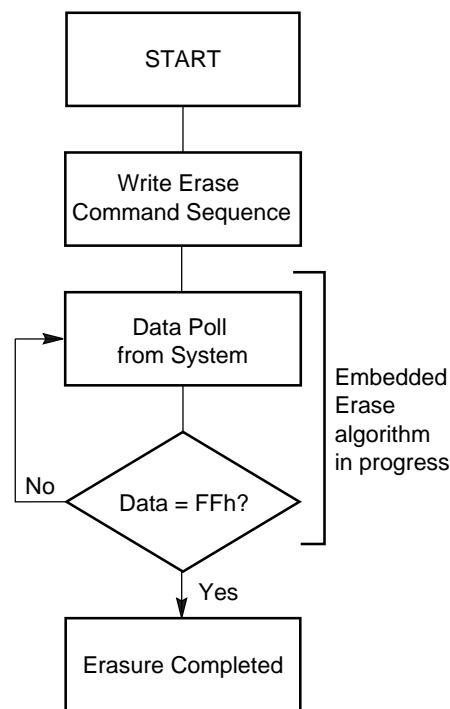 START
Write Erase
Command Sequence
Data Poll
from System
Embedded
Erase
algorithm
in progress
No
Data = FFh?
Yes
Erasure Completed